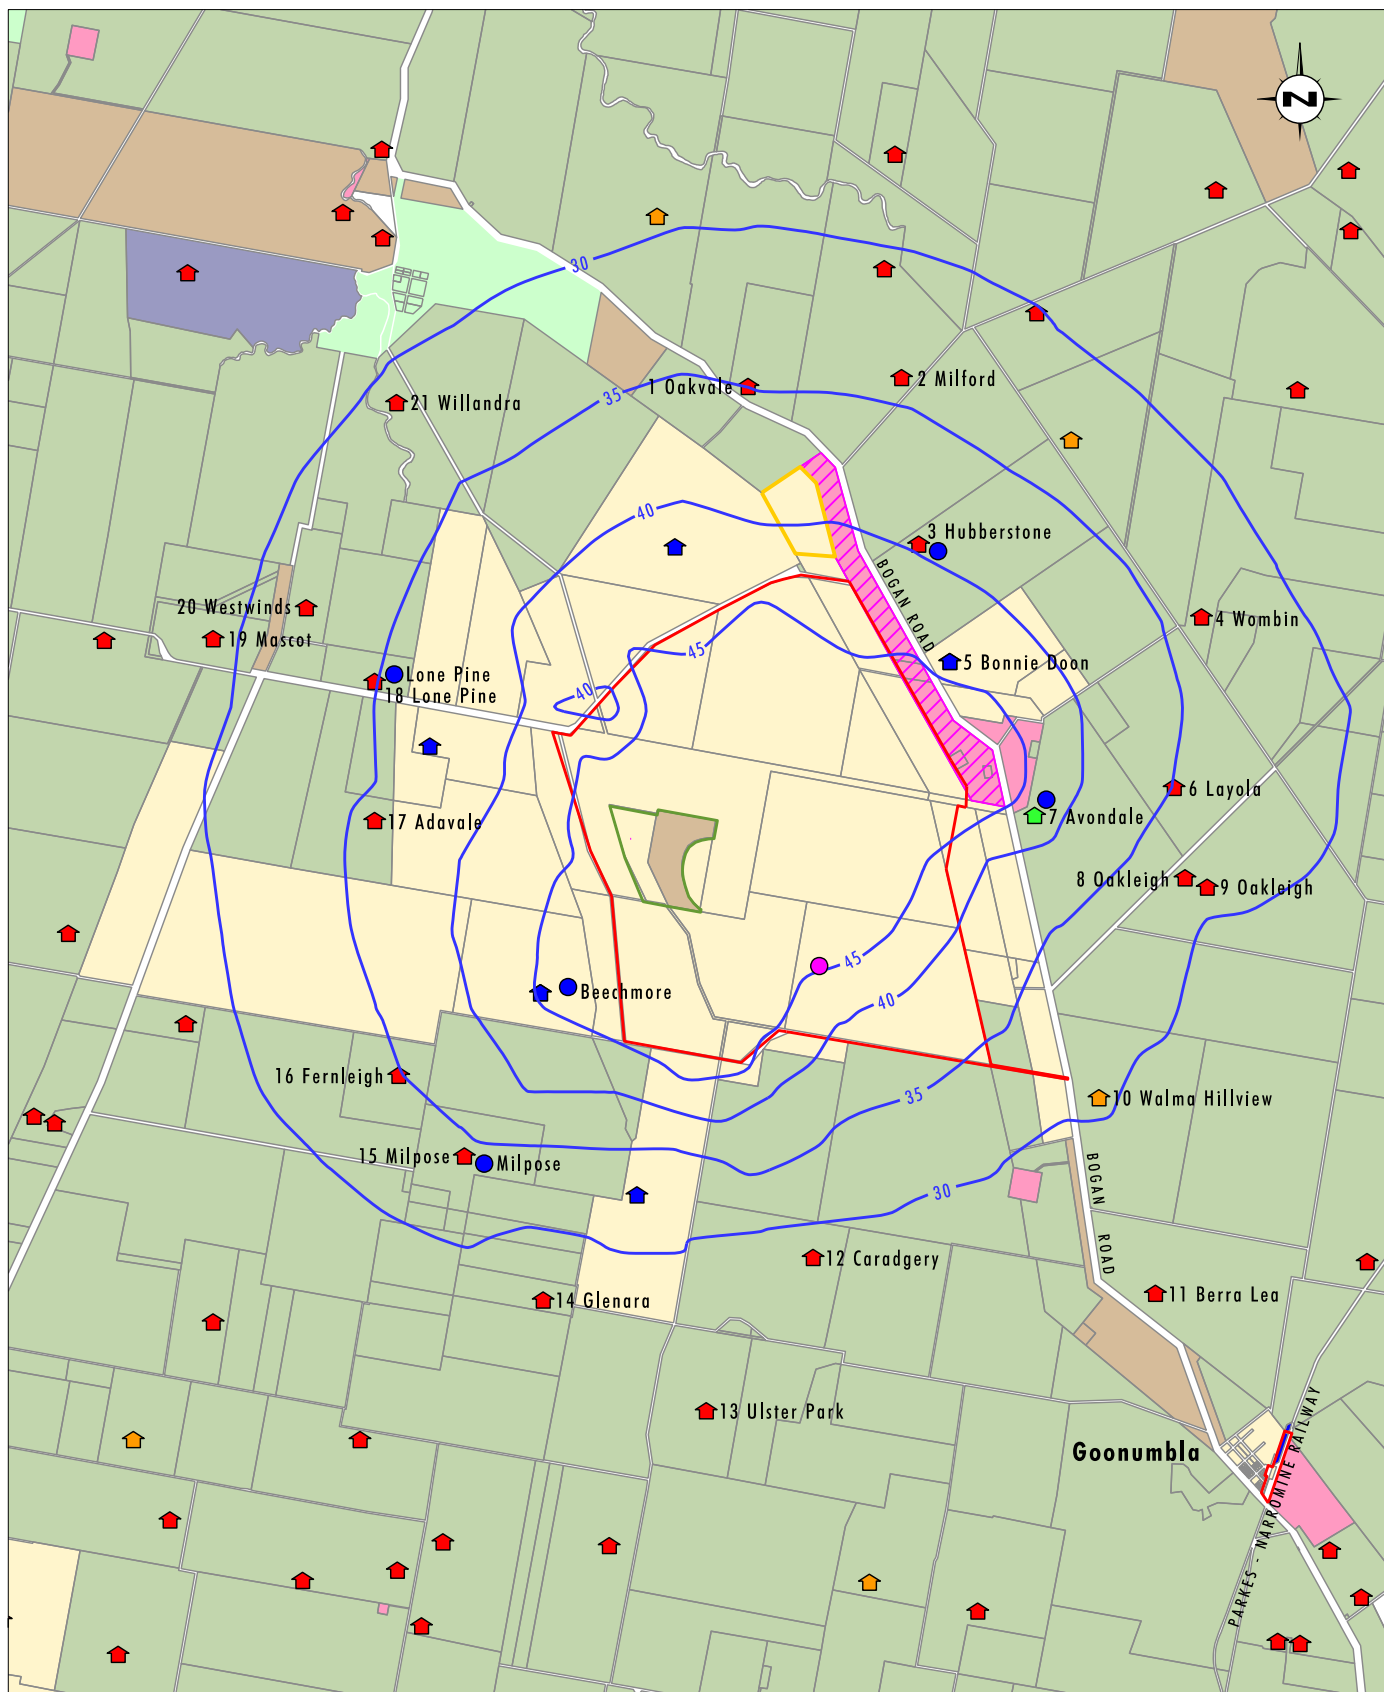 N
30
35
1 Oakvale
2 Milford
21 Willandra
40
3 Hubberstone
BOGAN ROAD
20 Westwinds
19 Mascot
4 Wombin
45
5 Bonnie Doon
Lone Pine
18 Lone Pine
40
6 Layola
7 Avondale
17 Adavale
8 Oakleigh
9 Oakleigh
45
Beechmore
40
16 Fernleigh
35
10 Walma Hillview
15 Milpose
Milpose
BOGAN
30
ROAD
12 Caradgery
11 Berra Lea
14 Glenara
13 Ulster Park
Goonumbla
PARKES - NARROMINE RAILWAY